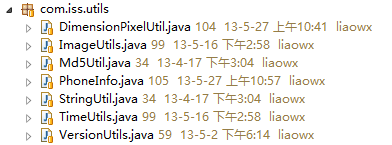 com.iss.utils
DimensionPixelUtil.java 104 13-5-27 上午10:41 liaowx
ImageUtils.java 99 13-5-16 下午2:58 liaowx
Md5Util.java 34 13-4-17 下午3:04 liaowx
PhoneInfo.java 105 13-5-27 上午10:57 liaowx
StringUtil.java 34 13-4-17 下午3:04 liaowx
TimeUtils.java 99 13-5-16 下午2:58 liaowx
VersionUtils.java 59 13-5-2 下午6:14 liaowx